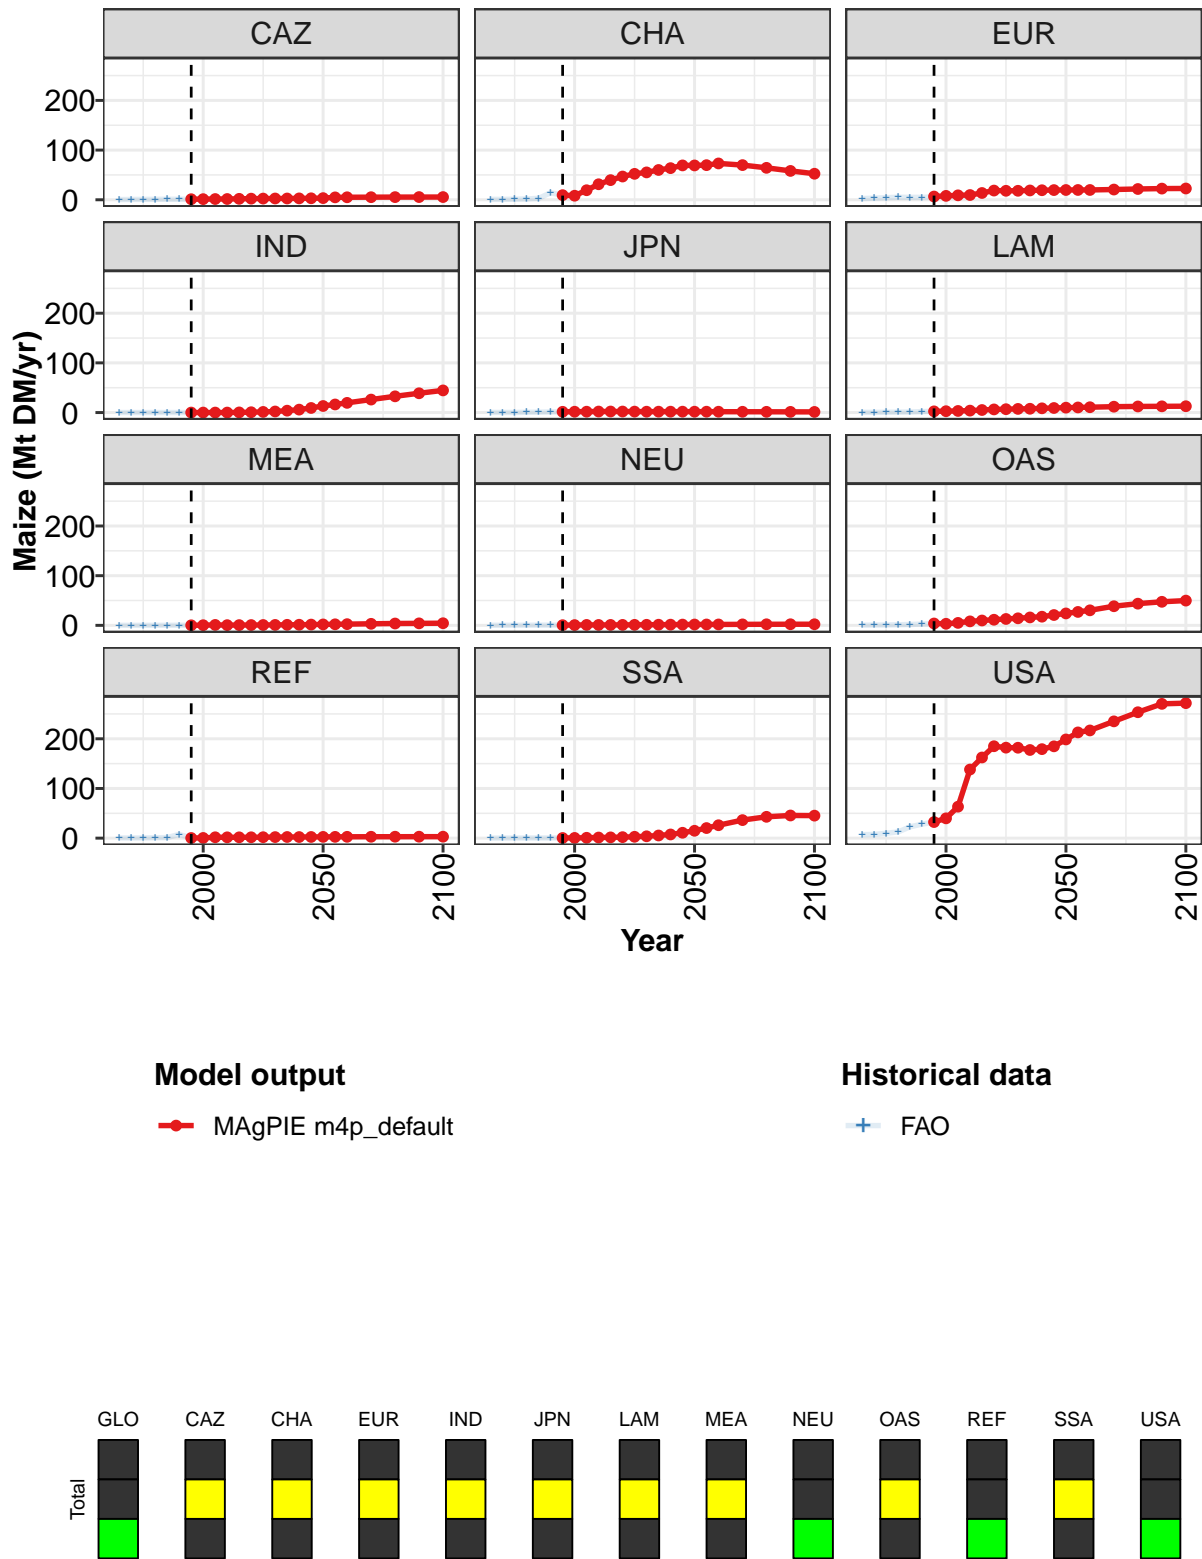 CAZ CHA EUR
200
100
0
IND JPN LAM
200
100
0
MEA NEU OAS
200
100
0
REF SSA USA
200
100
0
2000 2050 2100 2000 2050 2100 2000 2050 2100
Maize (Mt DM/yr)
Year
Model output Historical data
MAgPIE m4p_default FAO
GLO CAZ CHA EUR IND JPN LAM MEA NEU OAS REF SSA USA
Total